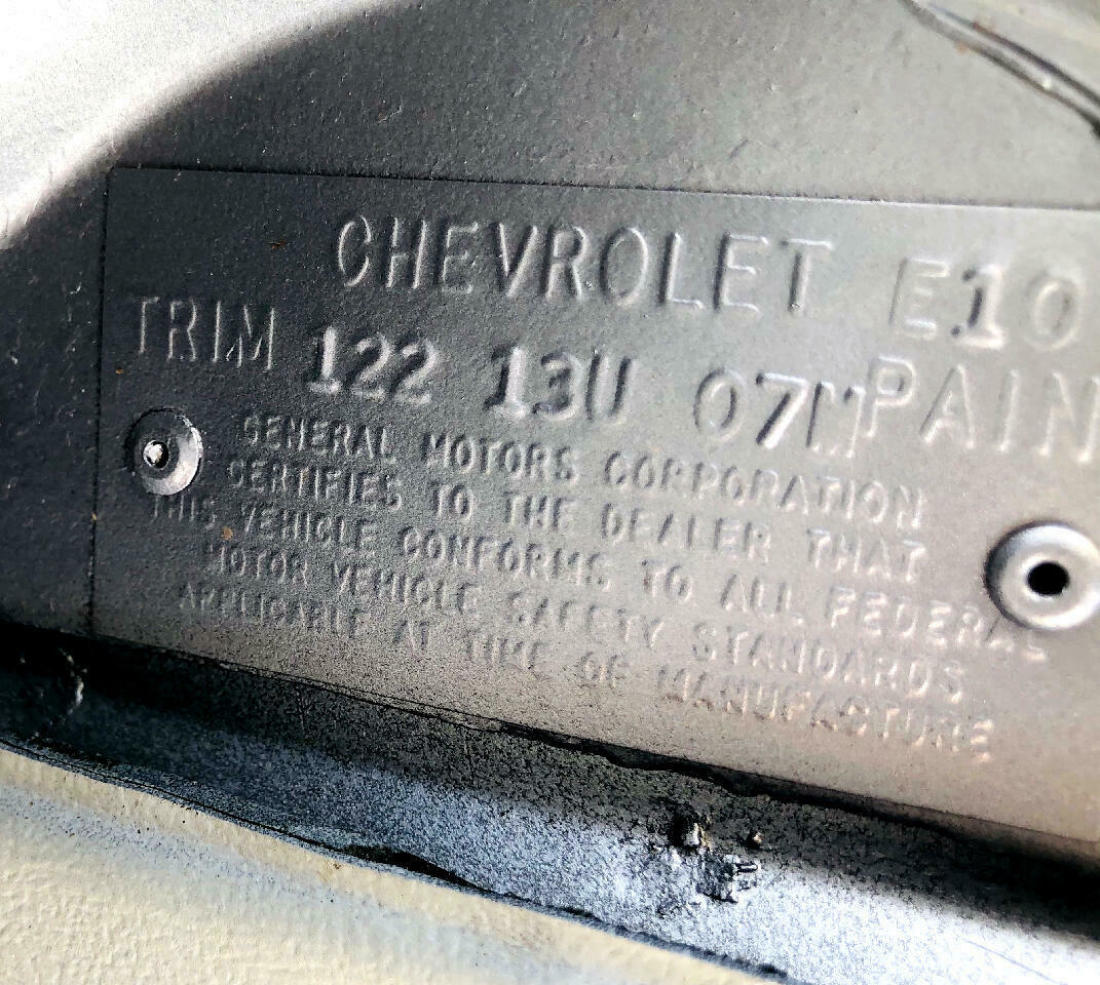 CHEVROLET E10
TRIM 122 13U 07M PAIN
GENERAL MOTORS CORPORATION
CERTIFIES TO THE DEALER THAT
THIS VEHICLE CONFORMS TO ALL FEDERAL
MOTOR VEHICLE SAFETY STANDARDS
APPLICABLE AT TIME OF MANUFACTURE